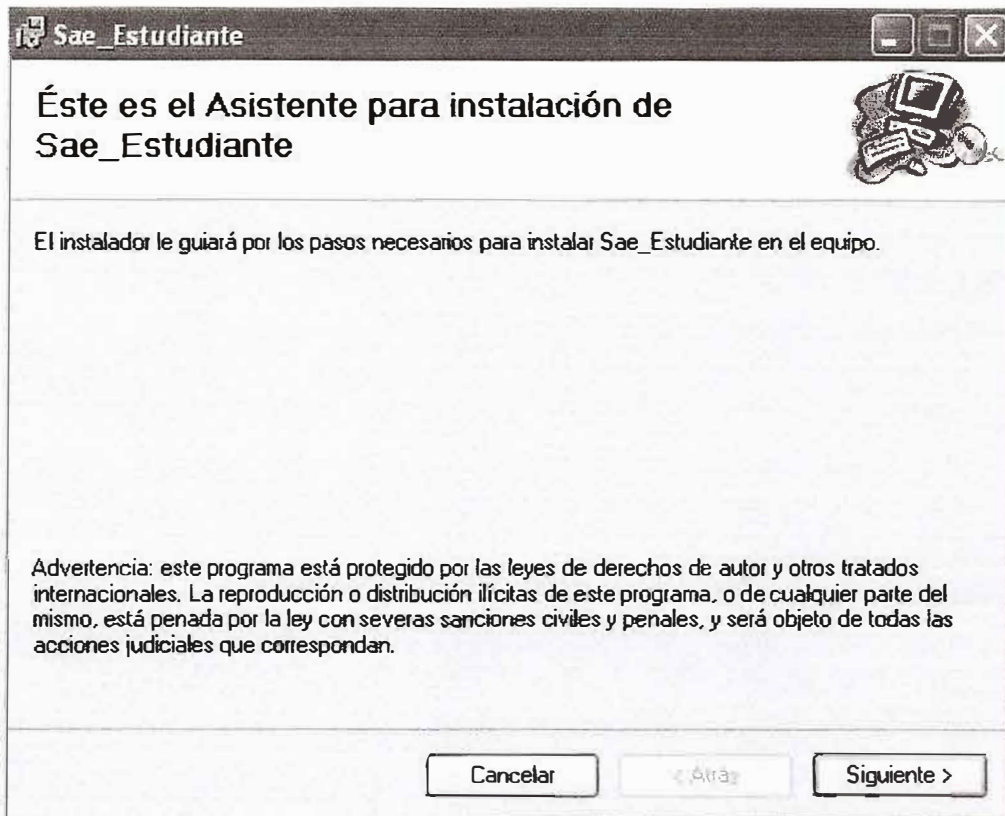 Sae_Estudiante
Éste es el Asistente para instalación de
Sae_Estudiante
El instalador le guiará por los pasos necesarios para instalar Sae_Estudiante en el equipo.
Advertencia: este programa está protegido por las leyes de derechos de autor y otros tratados
internacionales. La reproducción o distribución ilícitas de este programa, o de cualquier parte del
mismo, está penada por la ley con severas sanciones civiles y penales, y será objeto de todas las
acciones judiciales que correspondan.
Cancelar
< Atrás
Siguiente >